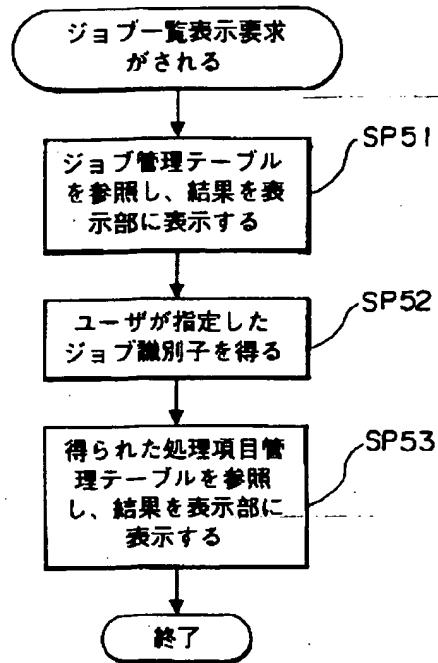 ジョブ一覧表示要求
がされる
SP51
ジョブ管理テーブル
を参照し、結果を表
示部に表示する
SP52
ユーザが指定した
ジョブ識別子を得る
SP53
得られた処理項目管
理テーブルを参照
し、結果を表示部に
表示する
終了